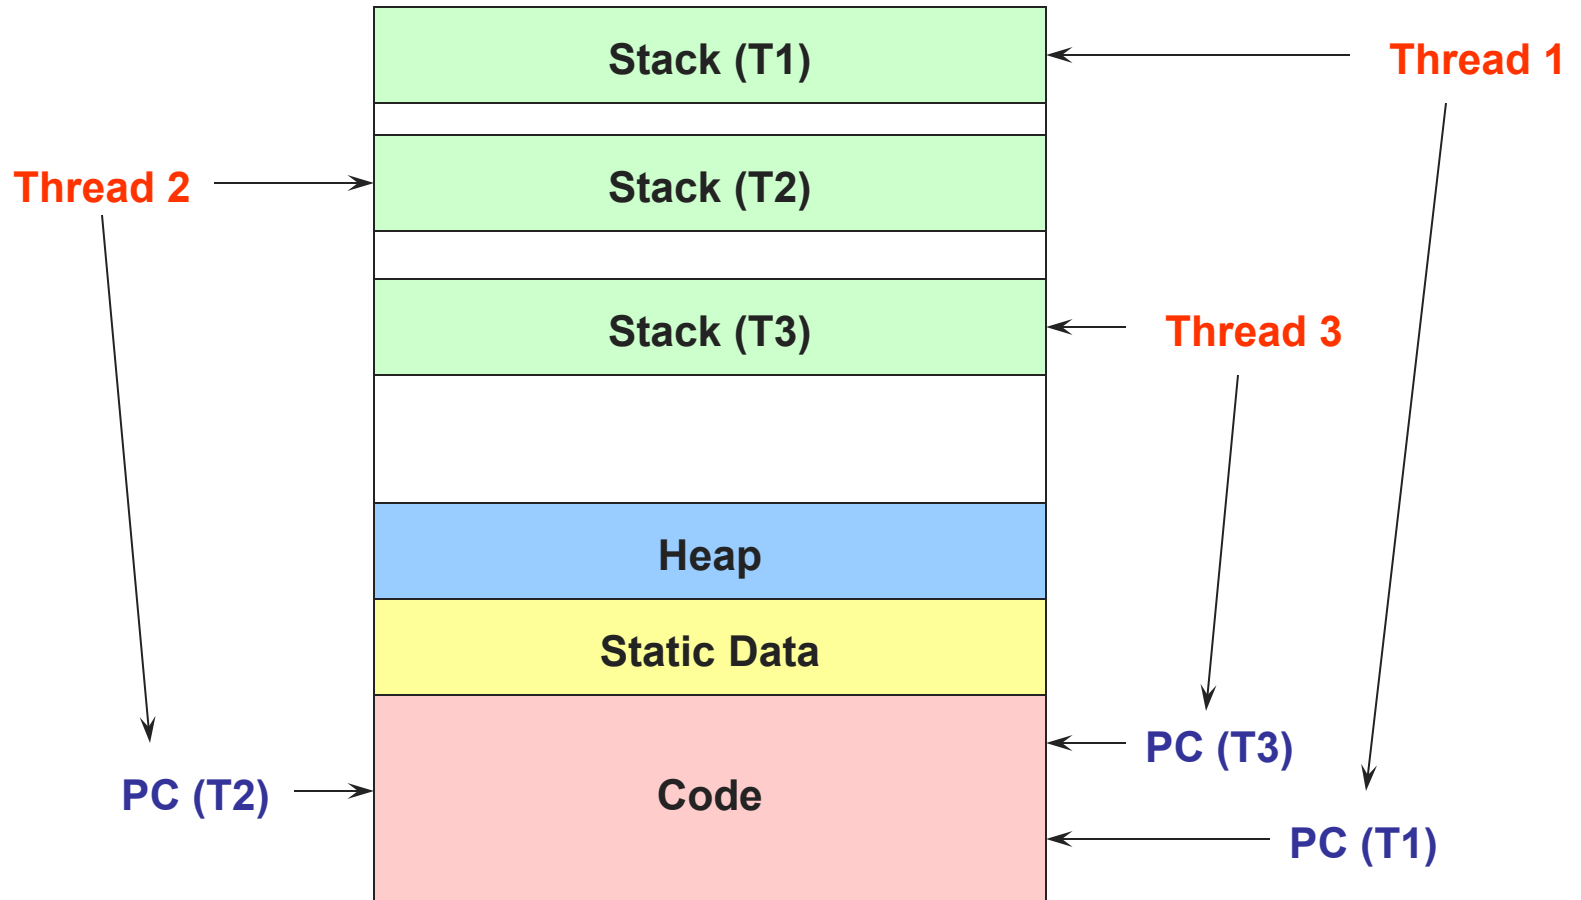 Stack (T1)
Thread 1
Thread 2
Stack (T2)
Stack (T3)
Thread 3
Heap
Static Data
PC (T3)
PC (T2)
Code
PC (T1)